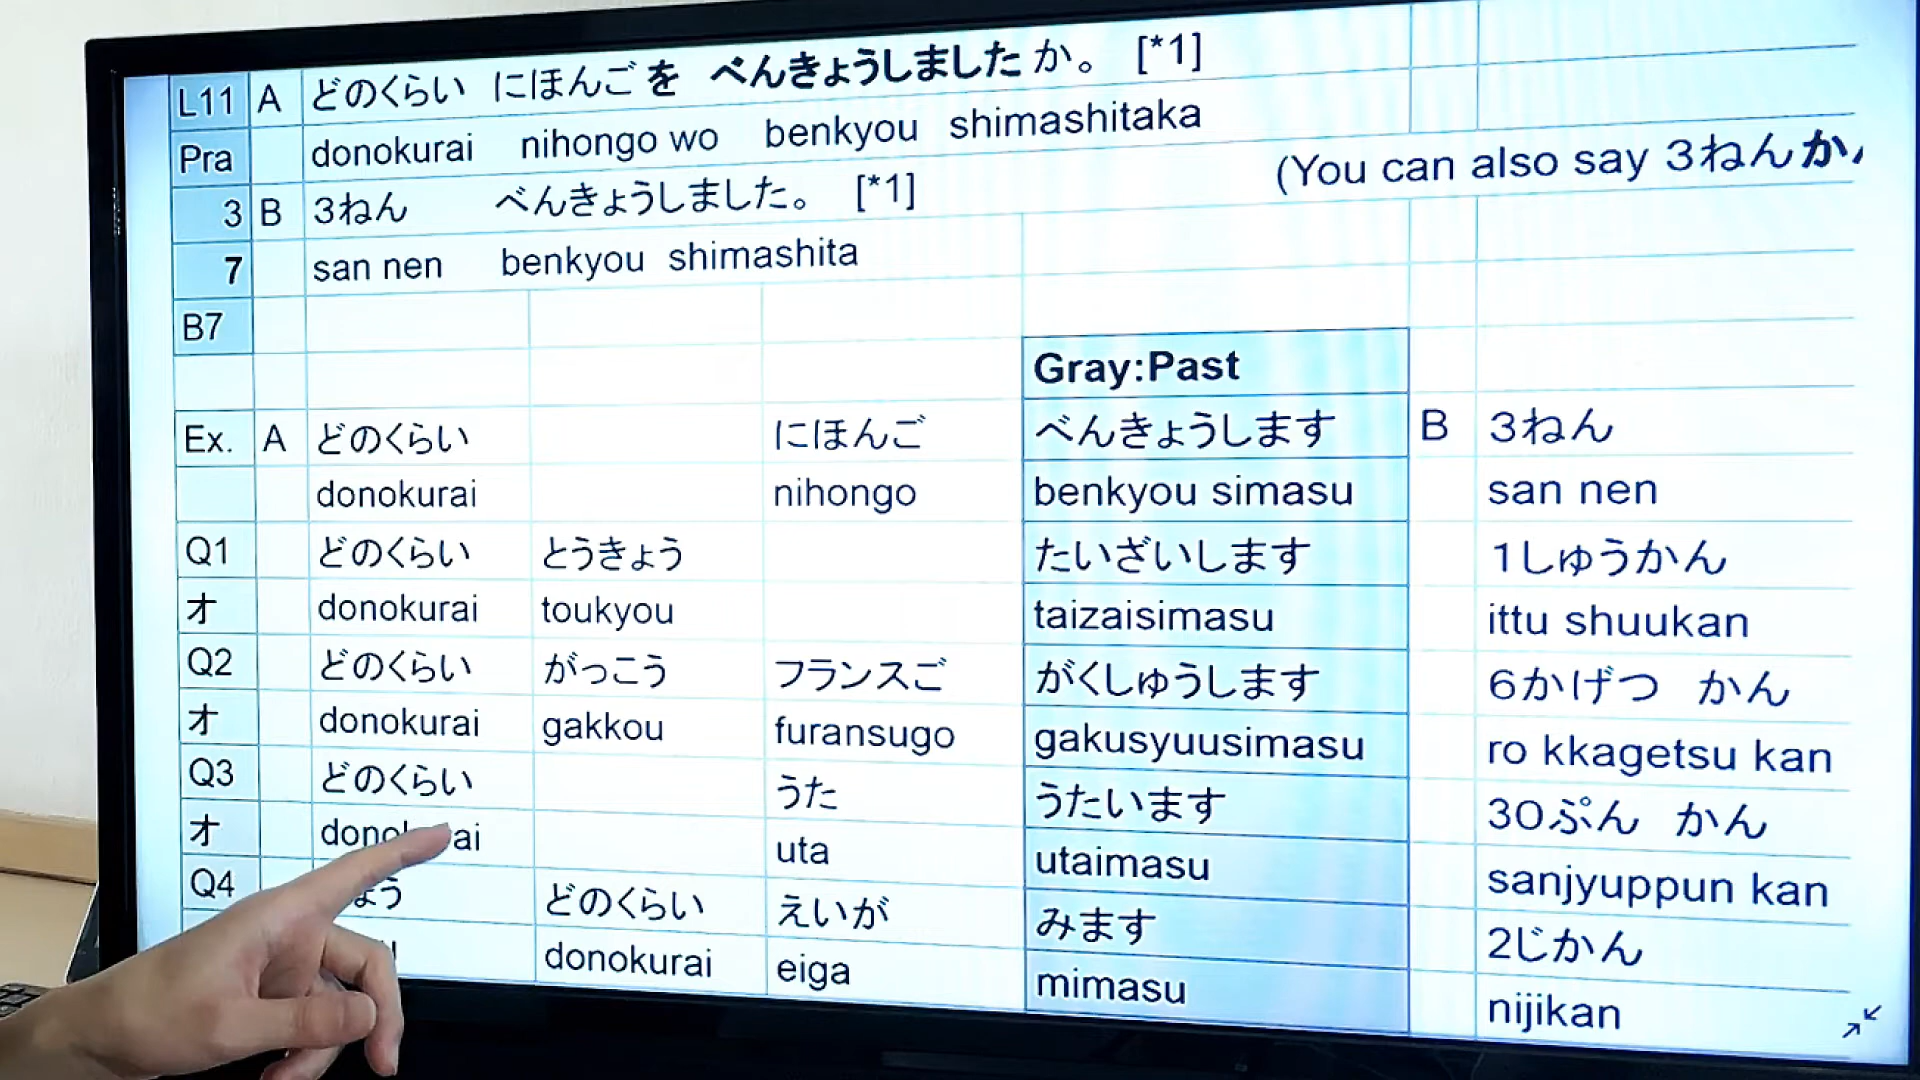 L11 A どのくらい にほんごを べんきょうしましたか。 [*1]
Pra donokurai nihongo wo benkyou shimashitaka
(You can also say 3ねんか
3 B 3ねん べんきょうしました。 [*1]
7 san nen benkyou shimashita
B7
Gray:Past
Ex. A どのくらい にほんご べんきょうします B 3ねん
donokurai nihongo benkyou simasu san nen
Q1 どのくらい とうきょう たいざいします 1しゅうかん
オ donokurai toukyou taizaisimasu ittu shuukan
Q2 どのくらい がっこう フランスご がくしゅうします 6かげつ かん
オ donokurai gakkou furansugo gakusyuusimasu ro kkagetsu kan
Q3 どのくらい うた うたいます 30ぷん かん
オ uta utaimasu sanjyuppun kan
Q4 どのくらい えいが みます 2じかん
donokurai eiga mimasu nijikan